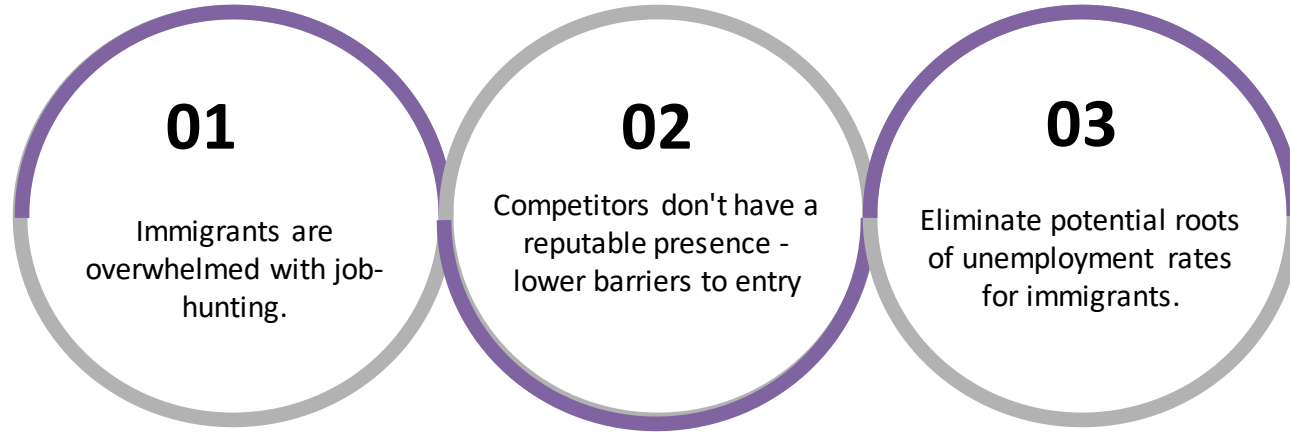 01
Immigrants are
overwhelmed with job-
hunting.
02
Competitors don't have a
reputable presence -
lower barriers to entry
03
Eliminate potential roots
of unemployment rates
for immigrants.